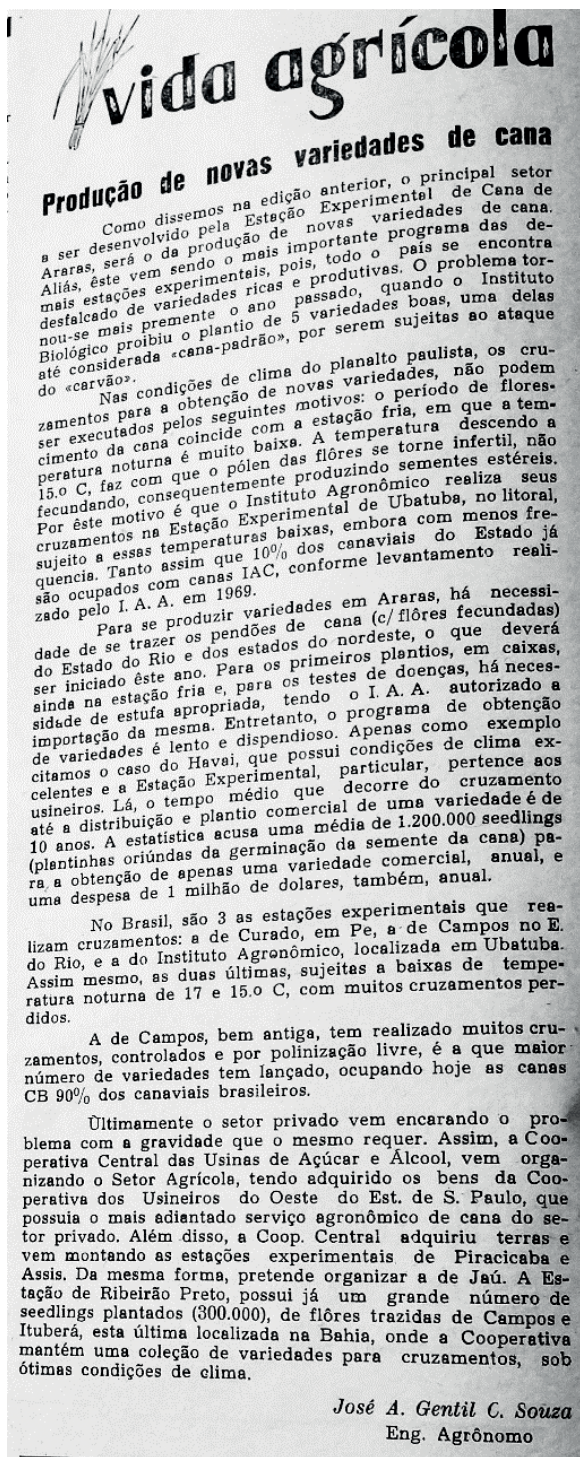 vida agrícola
Produção de novas variedades de cana
Como dissemos na edição anterior, o principal setor
a ser desenvolvido pela Estação Experimental de Cana de
Araras, será o da produção de novas variedades de cana.
Aliás, êste vem sendo o mais importante programa das de-
mais estações experimentais, pois, todo o país se encontra
desfalcado de variedades ricas e produtivas. O problema tor-
nou-se mais premente o ano passado, quando o Instituto
Biológico proibiu o plantio de 5 variedades boas, uma delas
até considerada «cana-padrão», por serem sujeitas ao ataque
do «carvão».
Nas condições de clima do planalto paulista, os cru-
zamentos para a obtenção de novas variedades, não podem
ser executados pelos seguintes motivos: o período de flores-
cimento da cana coincide com a estação fria, em que a tem-
peratura noturna é muito baixa. A temperatura descendo a
15.o C, faz com que o pólen das flôres se torne infertil, não
fecundando, consequentemente produzindo sementes estéreis.
Por êste motivo é que o Instituto Agronômico realiza seus
cruzamentos na Estação Experimental de Ubatuba, no litoral,
sujeito a essas temperaturas baixas, embora com menos fre-
quencia. Tanto assim que 10% dos canaviais do Estado já
são ocupados com canas IAC, conforme levantamento reali-
zado pelo I. A. A. em 1969.
Para se produzir variedades em Araras, há necessi-
dade de se trazer os pendões de cana (c/ flôres fecundadas)
do Estado do Rio e dos estados do nordeste, o que deverá
ser iniciado êste ano. Para os primeiros plantios, em caixas,
ainda na estação fria e, para os testes de doenças, há neces-
sidade de estufa apropriada, tendo o I. A. A. autorizado a
importação da mesma. Entretanto, o programa de obtenção
de variedades é lento e dispendioso. Apenas como exemplo
citamos o caso do Havai, que possui condições de clima ex-
celentes e a Estação Experimental, particular, pertence aos
usineiros. Lá, o tempo médio que decorre do cruzamento
até a distribuição e plantio comercial de uma variedade é de
10 anos. A estatística acusa uma média de 1.200.000 seedlings
(plantinhas oriúndas da germinação da semente da cana) pa-
ra a obtenção de apenas uma variedade comercial, anual, e
uma despesa de 1 milhão de dolares, também, anual.
No Brasil, são 3 as estações experimentais que rea-
lizam cruzamentos: a de Curado, em Pe, a de Campos no E.
do Rio, e a do Instituto Agronômico, localizada em Ubatuba.
Assim mesmo, as duas últimas, sujeitas a baixas de tempe-
ratura noturna de 17 e 15.o C, com muitos cruzamentos per-
didos.
A de Campos, bem antiga, tem realizado muitos cru-
zamentos, controlados e por polinização livre, é a que maior
número de variedades tem lançado, ocupando hoje as canas
CB 90% dos canaviais brasileiros.
Ùltimamente o setor privado vem encarando o pro-
blema com a gravidade que o mesmo requer. Assim, a Coo-
perativa Central das Usinas de Açúcar e Álcool, vem orga-
nizando o Setor Agrícola, tendo adquirido os bens da Coo-
perativa dos Usineiros do Oeste do Est. de S. Paulo, que
possuia o mais adiantado serviço agronômico de cana do se-
tor privado. Além disso, a Coop. Central adquiriu terras e
vem montando as estações experimentais de Piracicaba e
Assis. Da mesma forma, pretende organizar a de Jaú. A Es-
tação de Ribeirão Preto, possui já um grande número de
seedlings plantados (300.000), de flôres trazidas de Campos e
Ituberá, esta última localizada na Bahia, onde a Cooperativa
mantém uma coleção de variedades para cruzamentos, sob
ótimas condições de clima.
José A. Gentil C. Souza
Eng. Agrônomo